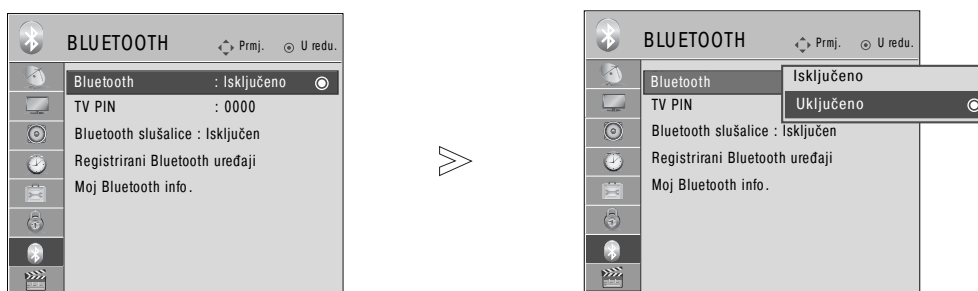 BLUETOOTH Prmj. U redu.
Bluetooth : Isključeno
TV PIN : 0000
Bluetooth slušalice : Isključen
Registrirani Bluetooth uređaji
Moj Bluetooth info.
BLUETOOTH Prmj. U redu.
Bluetooth Isključeno
TV PIN Uključeno
Bluetooth slušalice : Isključen
Registrirani Bluetooth uređaji
Moj Bluetooth info.